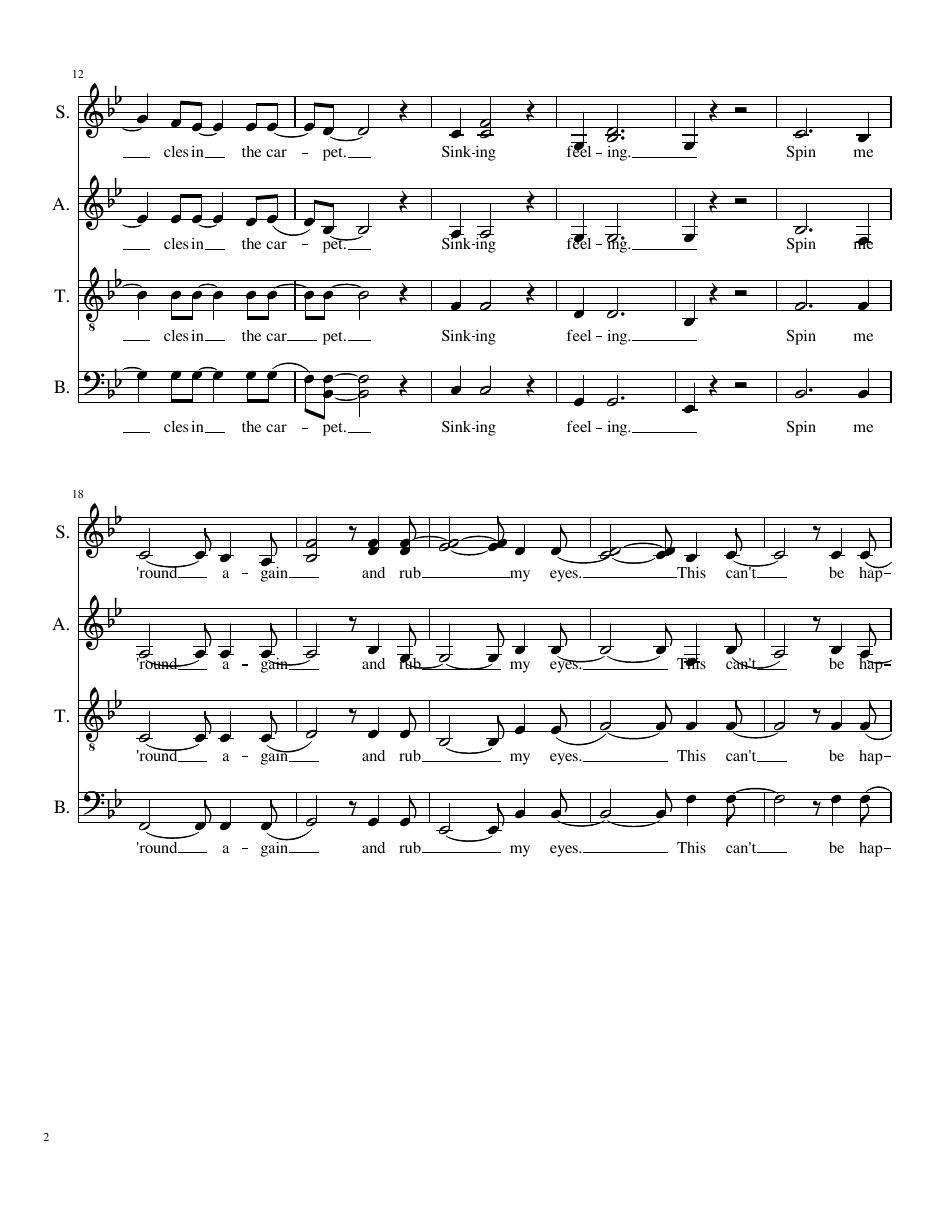 12
S.
cles in the car – pet. Sink-ing feel – ing. Spin me
A.
cles in the car – pet. Sink-ing feel – ing. Spin me
T.
8
cles in the car pet. Sink-ing feel – ing. Spin me
B.
cles in the car – pet. Sink-ing feel – ing. Spin me
18
S.
'round a – gain and rub my eyes. This can't be hap–
A.
'round a – gain and rub my eyes. This can't be hap–
T.
8
'round a – gain and rub my eyes. This can't be hap–
B.
'round a – gain and rub my eyes. This can't be hap–
2